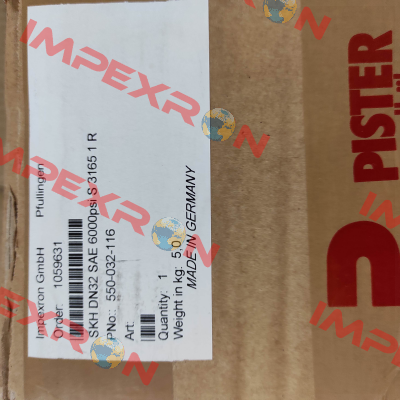 Impexron GmbH Pfullingen
Order: 1059631
SKH DN32 SAE 6000psi S 3165 1 R
PNo.: 550-032-116
Art:
Quantity: 1
Weight in kg: 5,0
MADE IN GERMANY
PISTER
IMPEXRON
IMPEXRON
IMPEXRON